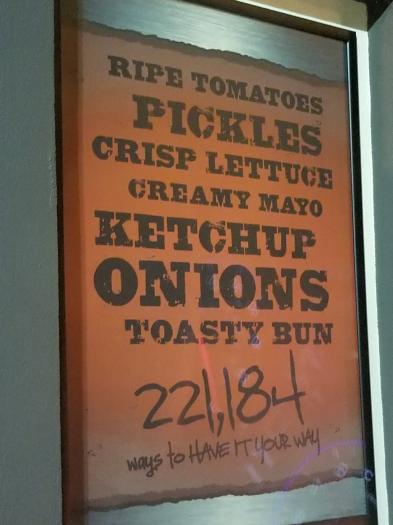 RIPE TOMATOES
PICKLES
CRISP LETTUCE
CREAMY MAYO
KETCHUP
ONIONS
TOASTY BUN
221,184
ways to HAVE IT YOUR WAY